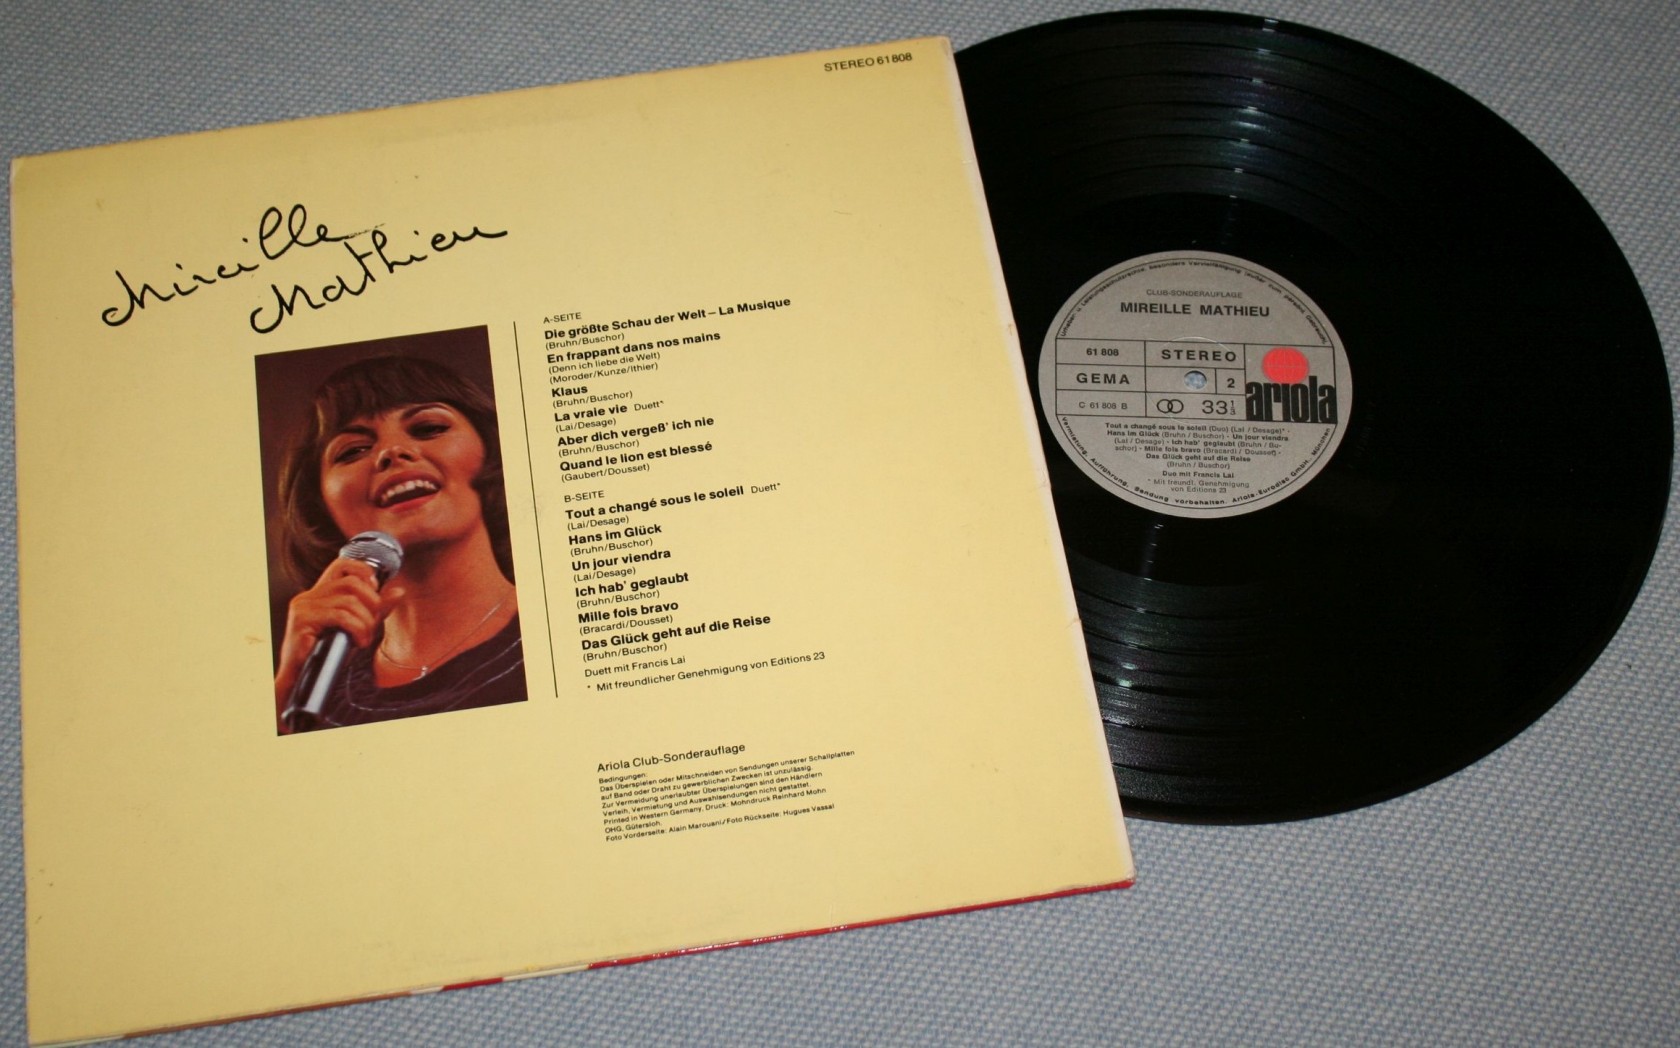 STEREO 61 808
Mireille
Mathieu
A-SEITE
Die größte Schau der Welt – La Musique
(Bruhn/Buschor)
En frappant dans nos mains
(Denn ich liebe die Welt)
(Moroder/Kunze/Ithier)
Klaus
(Bruhn/Buschor)
La vraie vie Duett*
(Lai/Desage)
Aber dich vergeß' ich nie
(Bruhn/Buschor)
Quand le lion est blessé
(Gaubert/Dousset)
B-SEITE
Tout a changé sous le soleil Duett*
(Lai/Desage)
Hans im Glück
(Bruhn/Buschor)
Un jour viendra
(Lai/Desage)
Ich hab' geglaubt
(Bruhn/Buschor)
Mille fois bravo
(Bracardi/Dousset)
Das Glück geht auf die Reise
(Bruhn/Buschor)
Duett mit Francis Lai
* Mit freundlicher Genehmigung von Editions 23
Ariola Club-Sonderauflage
Bedingungen:
Das Überspielen oder Mitschneiden von Sendungen unserer Schallplatten
auf Band oder Draht zu gewerblichen Zwecken ist unzulässig.
Zur Vermeidung unerlaubter Überspielungen sind den Händlern
Verleih, Vermietung und Auswahlsendungen nicht gestattet.
Printed in Western Germany. Druck: Mohndruck Reinhard Mohn
OHG, Gütersloh.
Foto Vorderseite: Alain Marouani/Foto Rückseite: Hugues Vassal
CLUB-SONDERAUFLAGE
MIREILLE MATHIEU
61 808
STEREO
GEMA
2
ariola
C 61 808 B
33 1/3
Tout a changé sous le soleil (Duo) (Lai / Desage)* -
Hans im Glück (Bruhn / Buschor) - Un jour viendra
(Lai / Desage) - Ich hab' geglaubt (Bruhn / Bu-
schor) - Mille fois bravo (Bracardi / Dousset) -
Das Glück geht auf die Reise
(Bruhn / Buschor)
Duo mit Francis Lai
* Mit freundl. Genehmigung
von Editions 23
Vermietung, Aufführung, Sendung vorbehalten. Ariola-Eurodisc GmbH, München